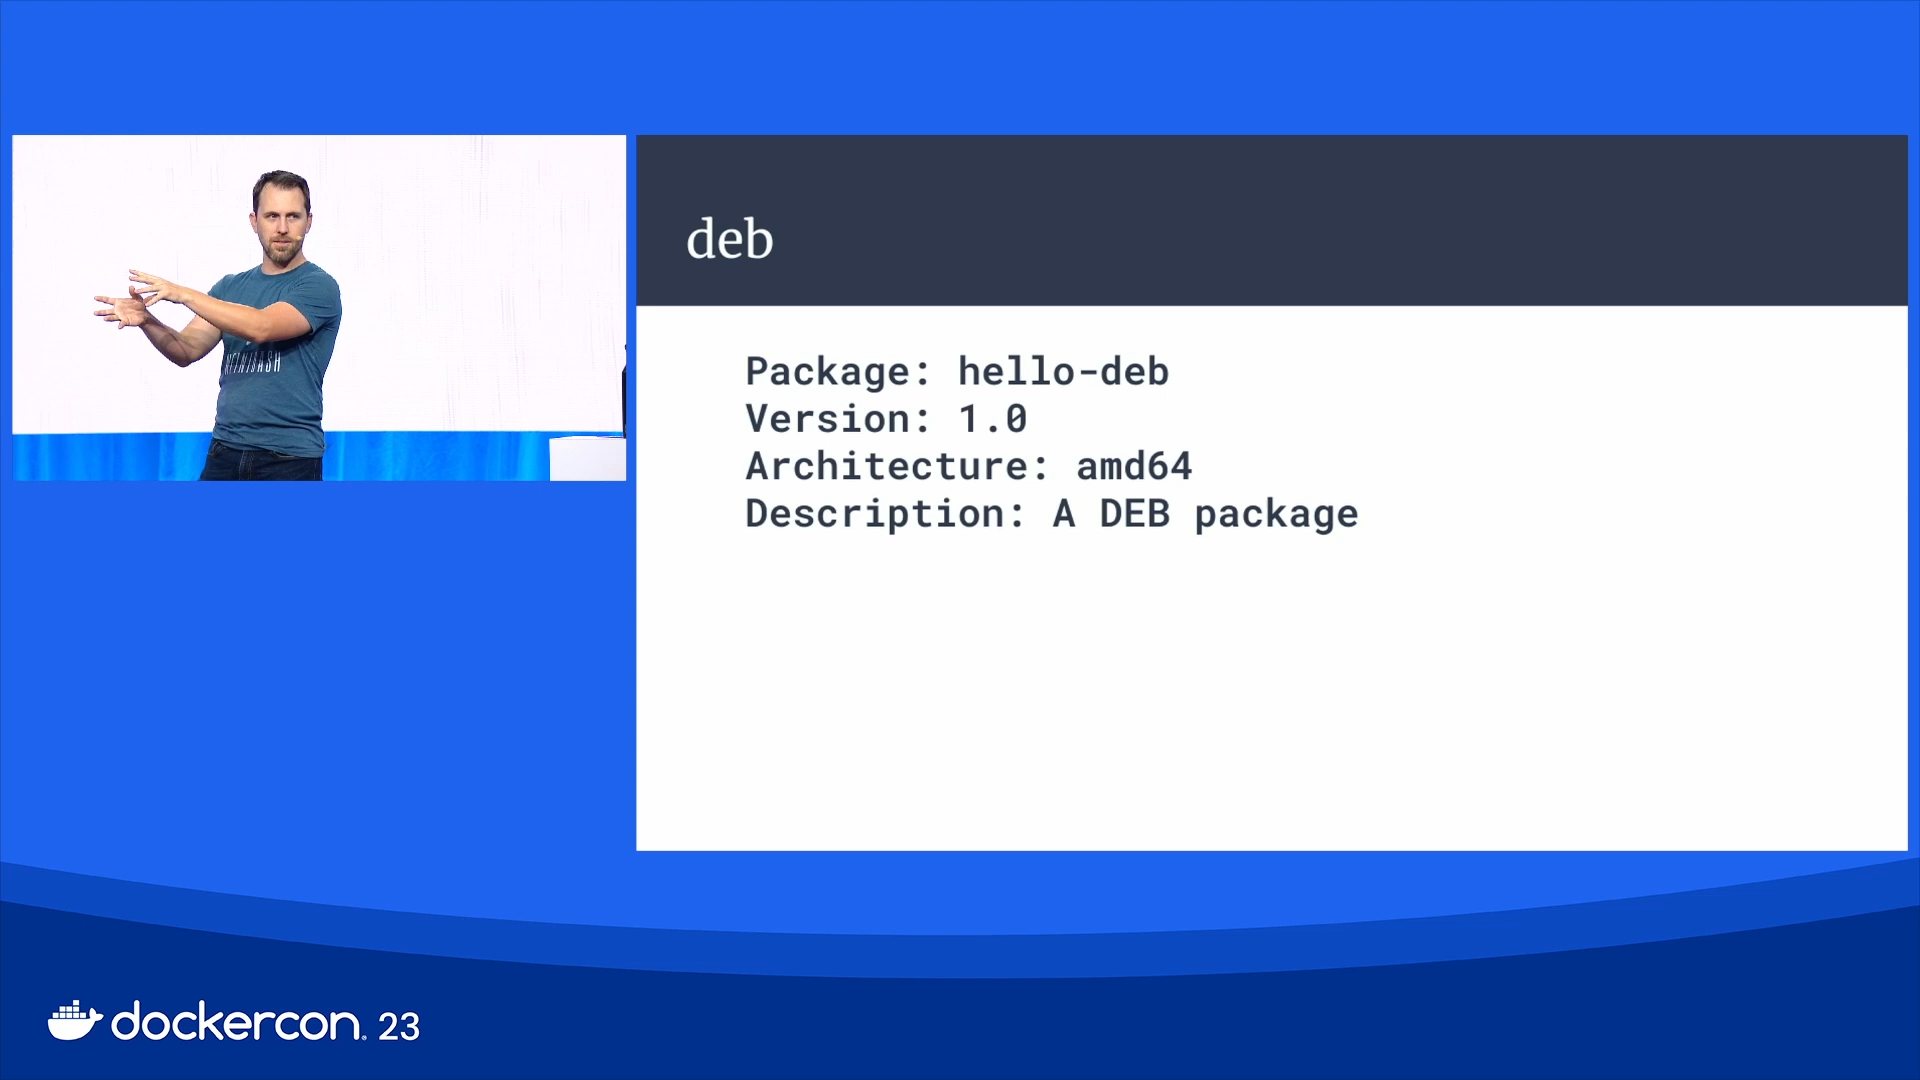 deb
Package: hello-deb
Version: 1.0
Architecture: amd64
Description: A DEB package
dockercon. 23